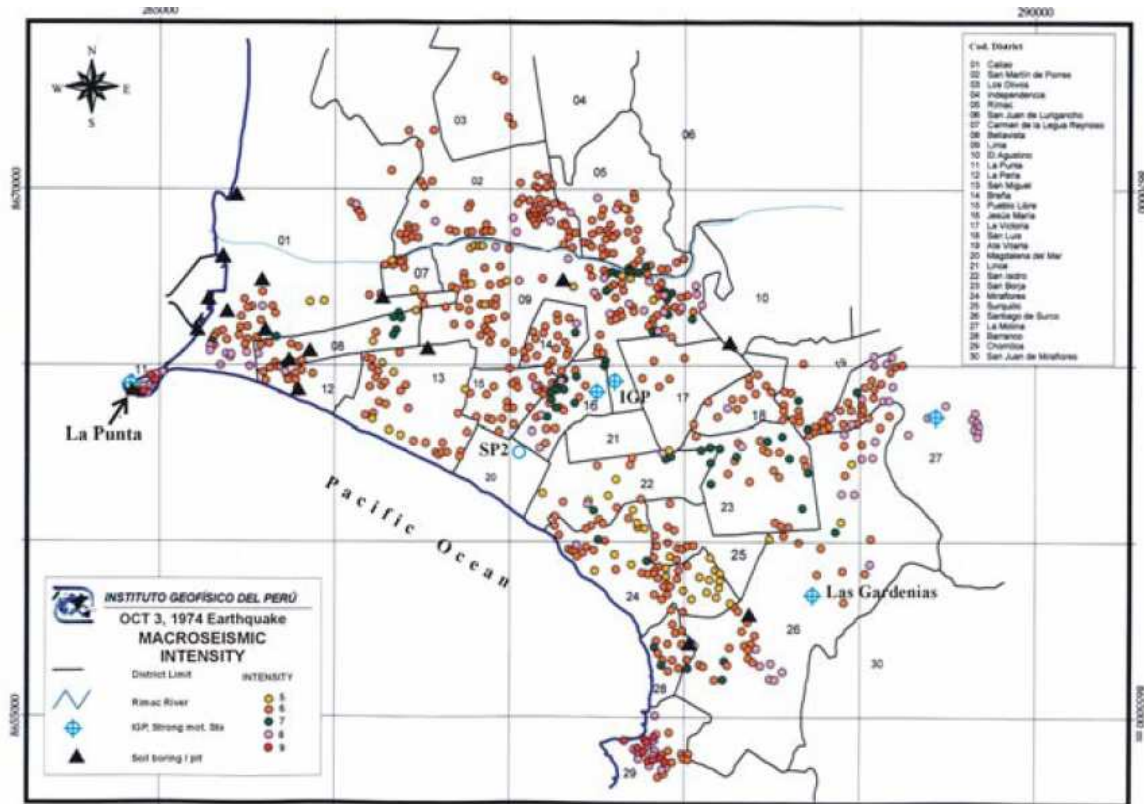 265000
290000
N
W E
S
Cod. District
01 Callao
02 San Martín de Porres
03 Los Olivos
04 Independencia
05 Rímac
06 San Juan de Lurigancho
07 Carmen de la Legua Reynoso
08 Bellavista
09 Lima
10 El Agustino
11 La Punta
12 La Perla
13 San Miguel
14 Breña
15 Pueblo Libre
16 Jesús María
17 La Victoria
18 San Luis
19 Ate Vitarte
20 Magdalena del Mar
21 Lince
22 San Isidro
23 San Borja
24 Miraflores
25 Surquillo
26 Santiago de Surco
27 La Molina
28 Barranco
29 Chorrillos
30 San Juan de Miraflores
04
03
06
05
02
8670000
8670000
01
07
09
10
14
08
11
13
12
15
19
16
IGP
17
18
La Punta
21
SP2
20
27
22
23
Pacific Ocean
25
24
Las Gardenias
26
30
28
29
8655000
8655000 m
INSTITUTO GEOFÍSICO DEL PERÚ
OCT 3, 1974 Earthquake
MACROSEISMIC
INTENSITY
District Limit
INTENSITY
Rimac River
5
6
IGP, Strong mot. Sta
7
8
Soil boring / pit
9